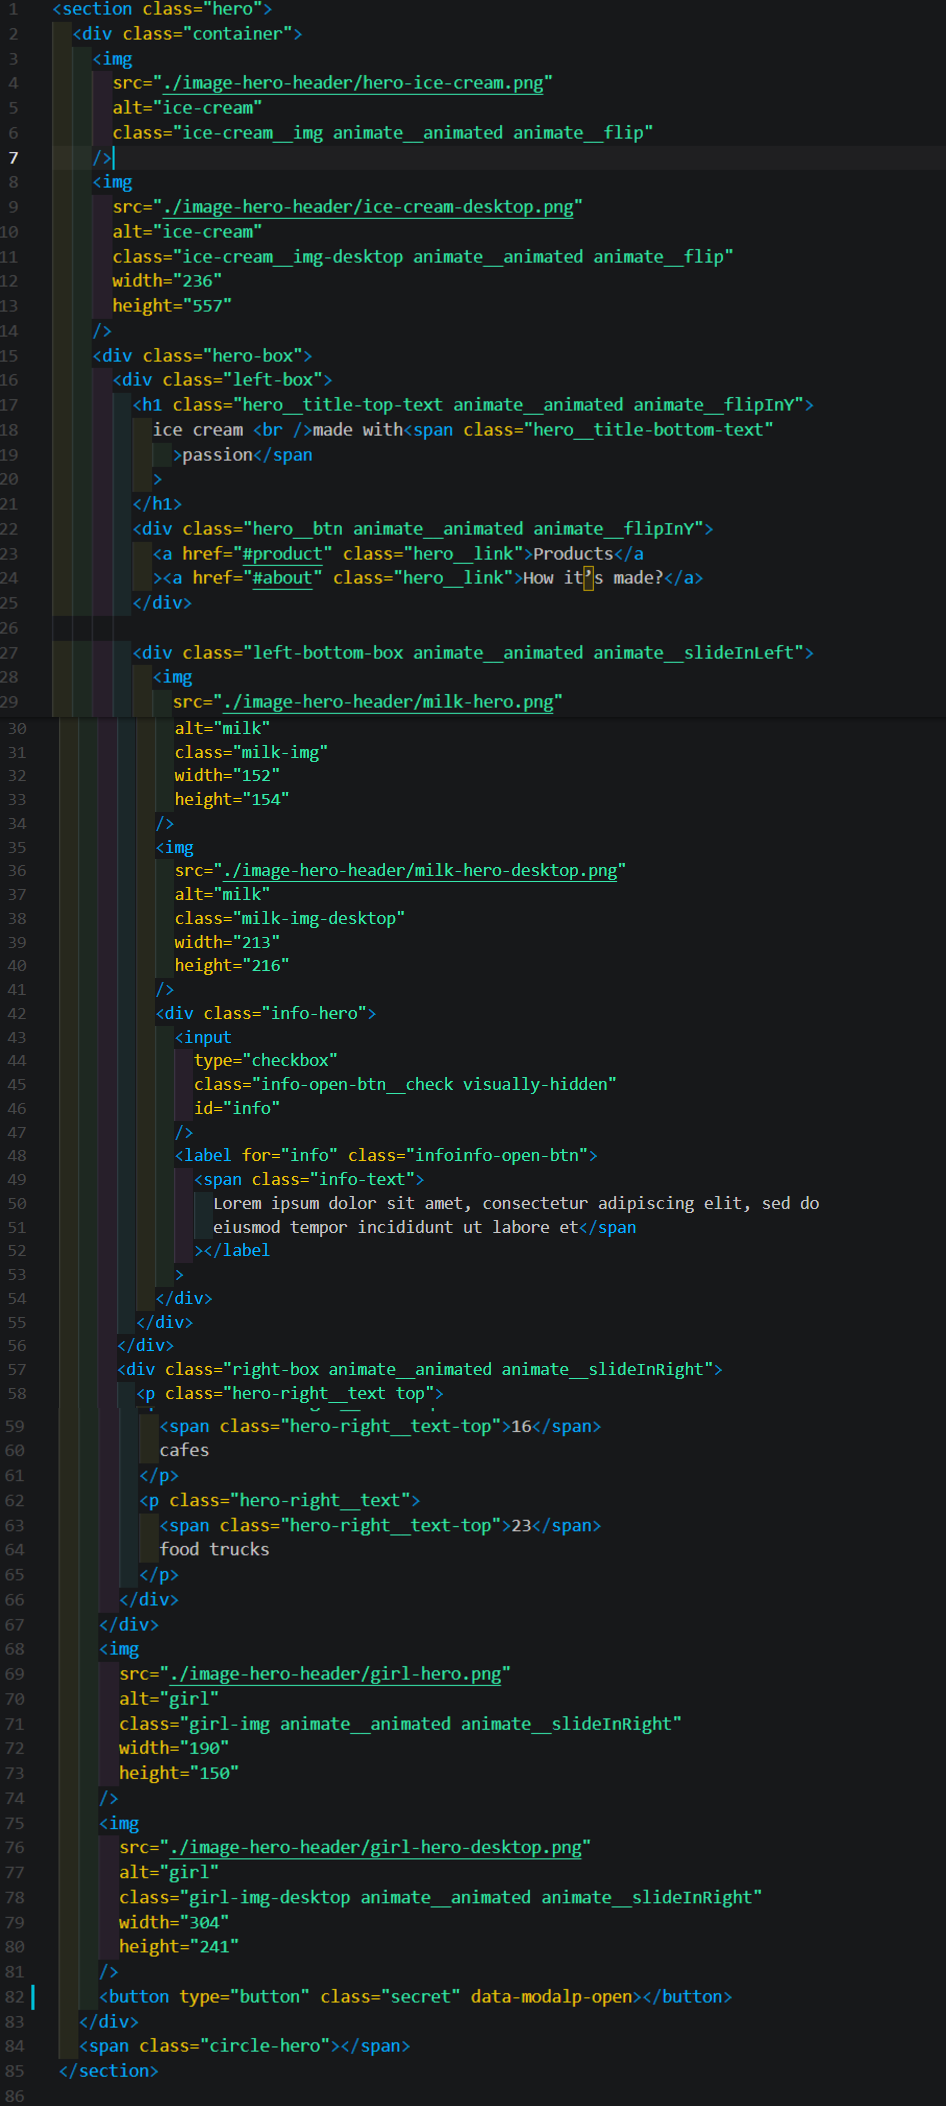 1 <section class="hero">
2 <div class="container">
3 <img
4 src="./image-hero-header/hero-ice-cream.png"
5 alt="ice-cream"
6 class="ice-cream__img animate__animated animate__flip"
7 />
8 <img
9 src="./image-hero-header/ice-cream-desktop.png"
10 alt="ice-cream"
11 class="ice-cream__img-desktop animate__animated animate__flip"
12 width="236"
13 height="557"
14 />
15 <div class="hero-box">
16 <div class="left-box">
17 <h1 class="hero__title-top-text animate__animated animate__flipInY">
18 ice cream <br />made with<span class="hero__title-bottom-text"
19 >passion</span
20 >
21 </h1>
22 <div class="hero__btn animate__animated animate__flipInY">
23 <a href="#product" class="hero__link">Products</a
24 ><a href="#about" class="hero__link">How it’s made?</a>
25 </div>
26
27 <div class="left-bottom-box animate__animated animate__slideInLeft">
28 <img
29 src="./image-hero-header/milk-hero.png"
30 alt="milk"
31 class="milk-img"
32 width="152"
33 height="154"
34 />
35 <img
36 src="./image-hero-header/milk-hero-desktop.png"
37 alt="milk"
38 class="milk-img-desktop"
39 width="213"
40 height="216"
41 />
42 <div class="info-hero">
43 <input
44 type="checkbox"
45 class="info-open-btn__check visually-hidden"
46 id="info"
47 />
48 <label for="info" class="infoinfo-open-btn">
49 <span class="info-text">
50 Lorem ipsum dolor sit amet, consectetur adipiscing elit, sed do
51 eiusmod tempor incididunt ut labore et</span
52 ></label
53 >
54 </div>
55 </div>
56 </div>
57 <div class="right-box animate__animated animate__slideInRight">
58 <p class="hero-right__text top">
59 <span class="hero-right__text-top">16</span>
60 cafes
61 </p>
62 <p class="hero-right__text">
63 <span class="hero-right__text-top">23</span>
64 food trucks
65 </p>
66 </div>
67 </div>
68 <img
69 src="./image-hero-header/girl-hero.png"
70 alt="girl"
71 class="girl-img animate__animated animate__slideInRight"
72 width="190"
73 height="150"
74 />
75 <img
76 src="./image-hero-header/girl-hero-desktop.png"
77 alt="girl"
78 class="girl-img-desktop animate__animated animate__slideInRight"
79 width="304"
80 height="241"
81 />
82 <button type="button" class="secret" data-modalp-open></button>
83 </div>
84 <span class="circle-hero"></span>
85 </section>
86